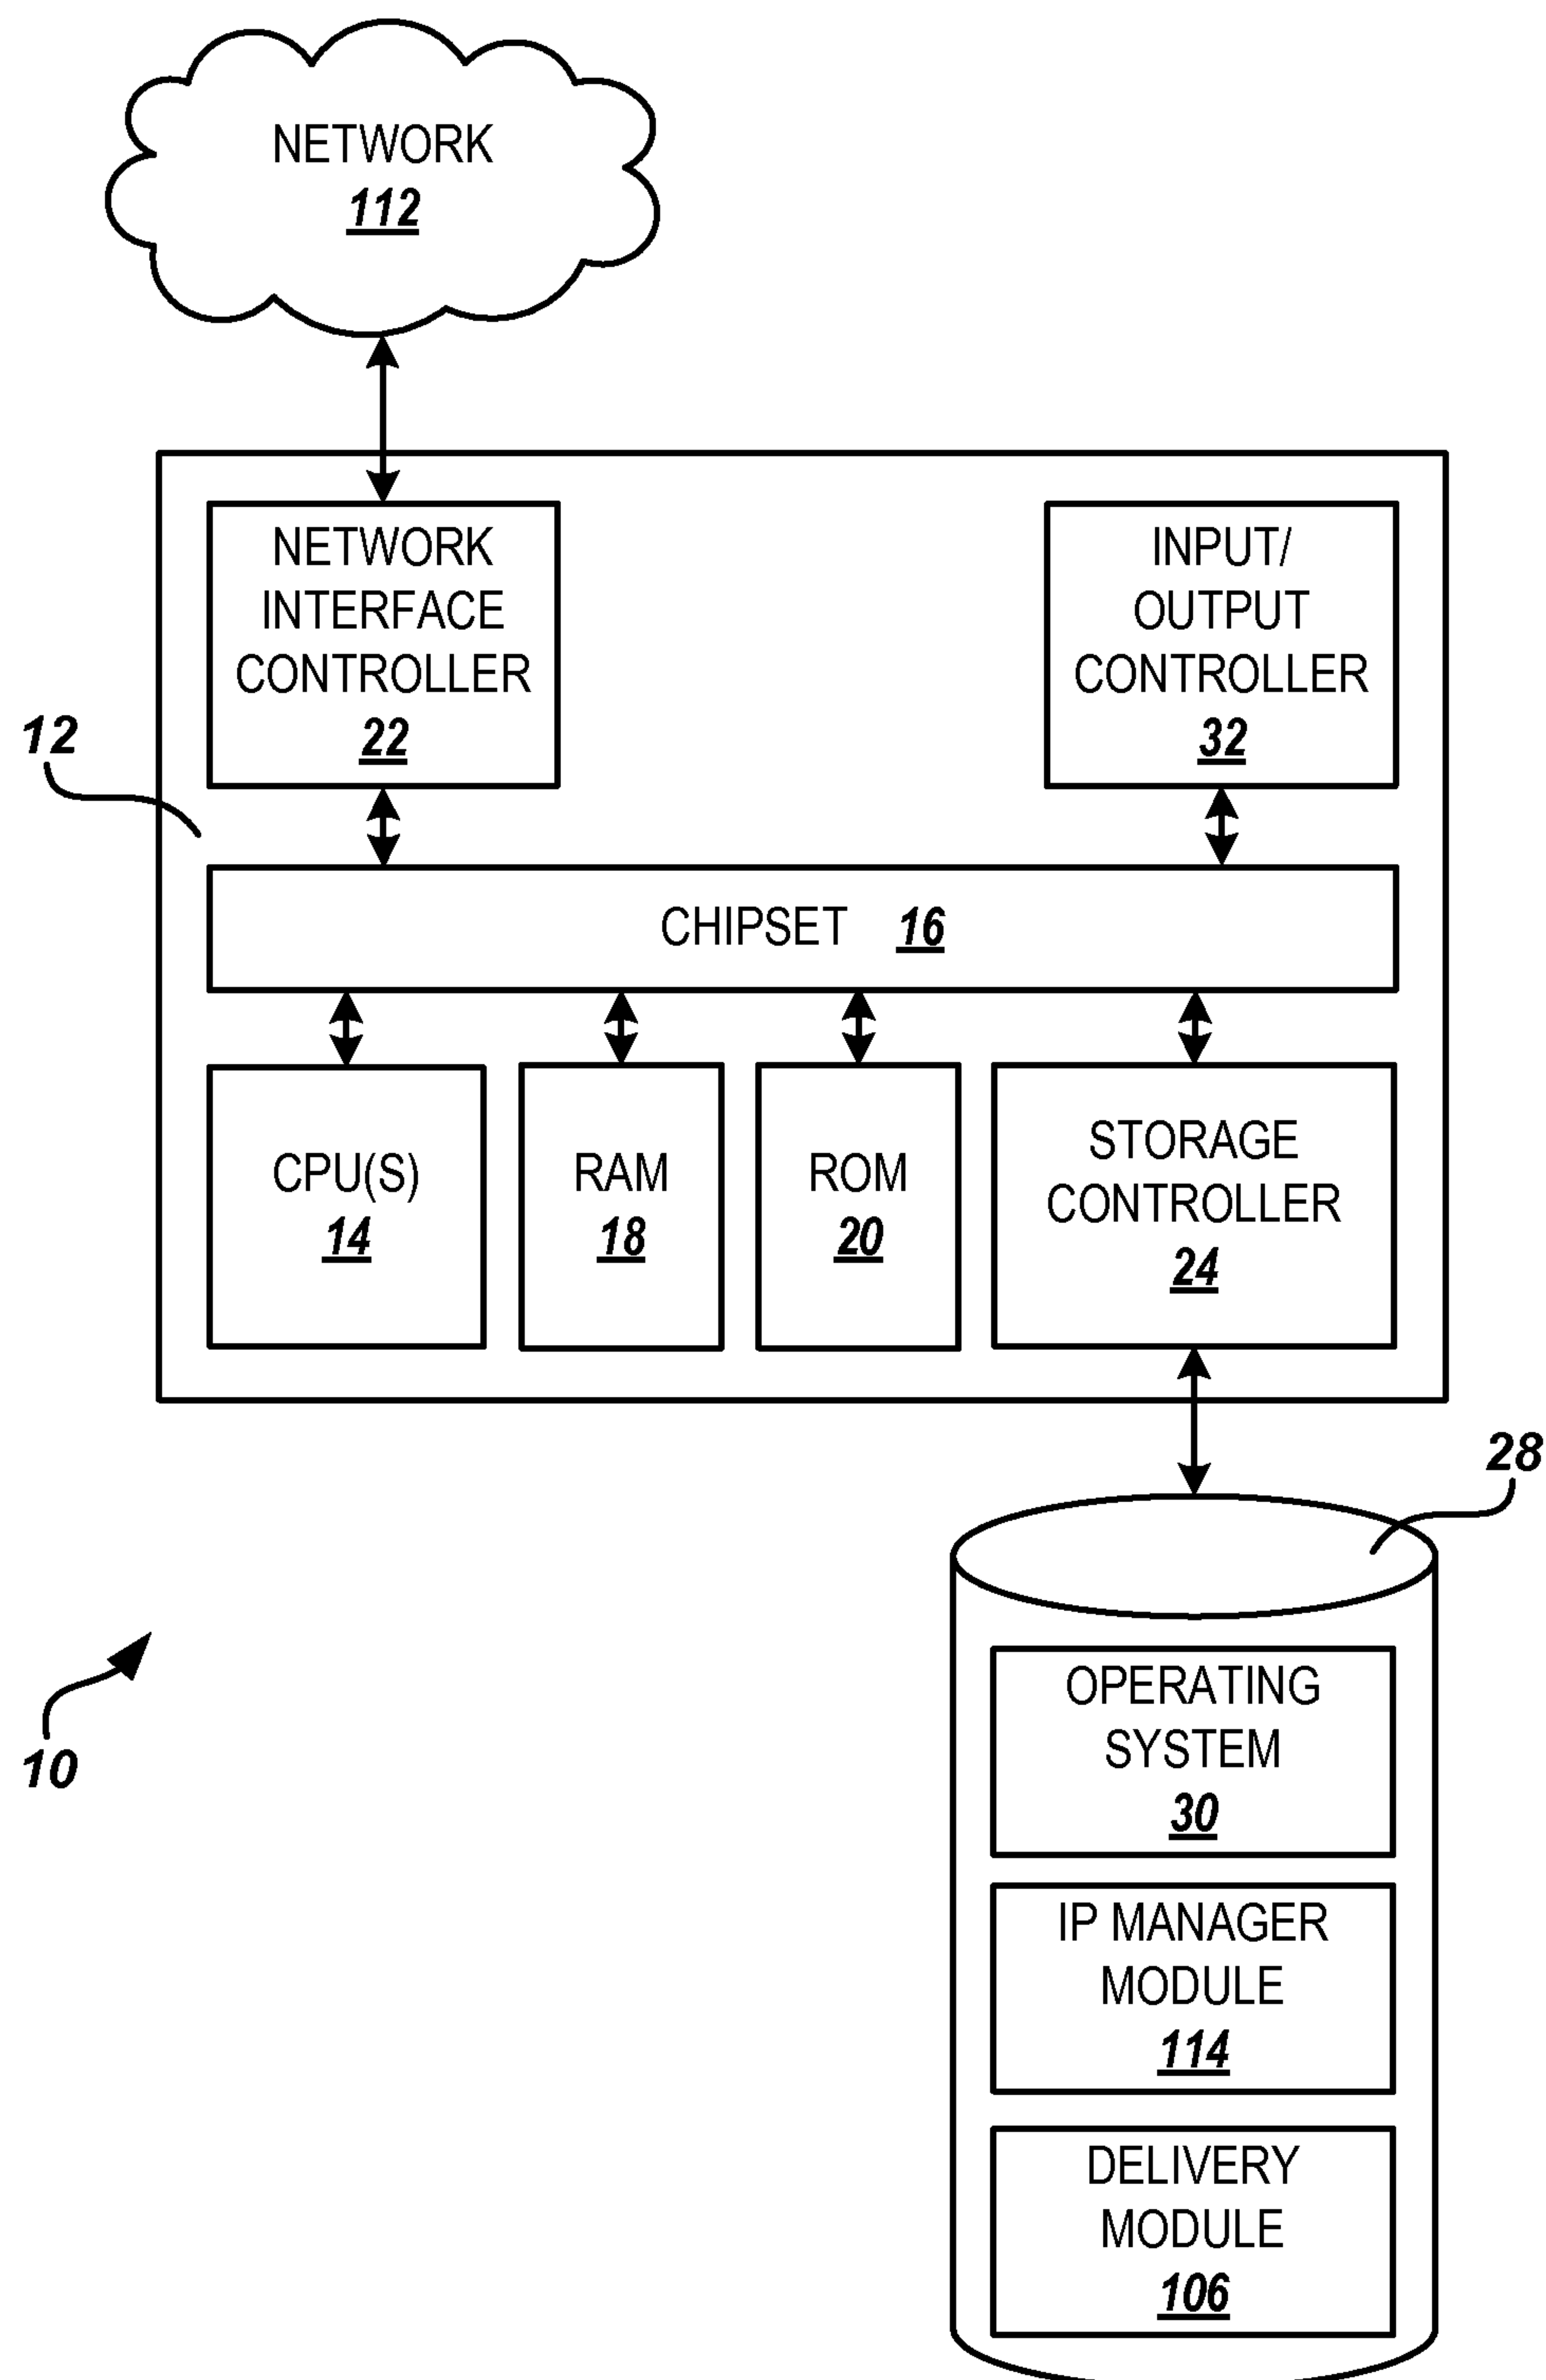 NETWORK
112
NETWORK
INTERFACE
CONTROLLER
22
INPUT/
OUTPUT
CONTROLLER
32
12
CHIPSET 16
CPU(S)
14
RAM
18
ROM
20
STORAGE
CONTROLLER
24
28
OPERATING
SYSTEM
30
10
IP MANAGER
MODULE
114
DELIVERY
MODULE
106